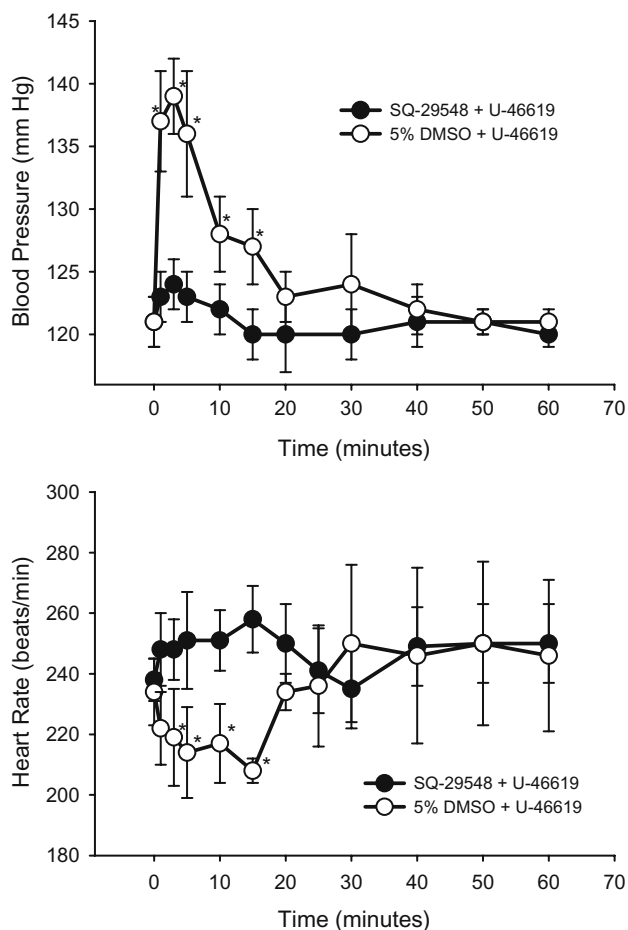 145
140
135
130
125
120
Blood Pressure (mm Hg)
SQ-29548 + U-46619
5% DMSO + U-46619
* * *
* *
0 10 20 30 40 50 60 70
Time (minutes)
300
280
260
240
220
200
180
Heart Rate (beats/min)
* * * *
SQ-29548 + U-46619
5% DMSO + U-46619
0 10 20 30 40 50 60 70
Time (minutes)